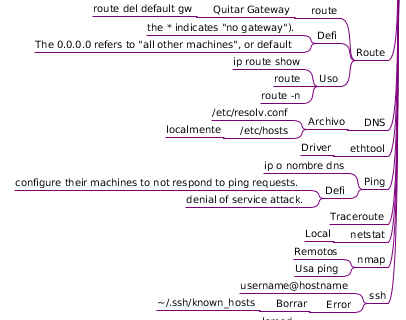 route del default gw
Quitar Gateway
route
the * indicates "no gateway").
Defi
The 0.0.0.0 refers to "all other machines", or default
Route
ip route show
route
Uso
route -n
/etc/resolv.conf
Archivo
DNS
localmente
/etc/hosts
Driver
ethtool
ip o nombre dns
Ping
configure their machines to not respond to ping requests.
Defi
denial of service attack.
Traceroute
Local
netstat
Remotos
nmap
Usa ping
username@hostname
ssh
~/.ssh/known_hosts
Borrar
Error